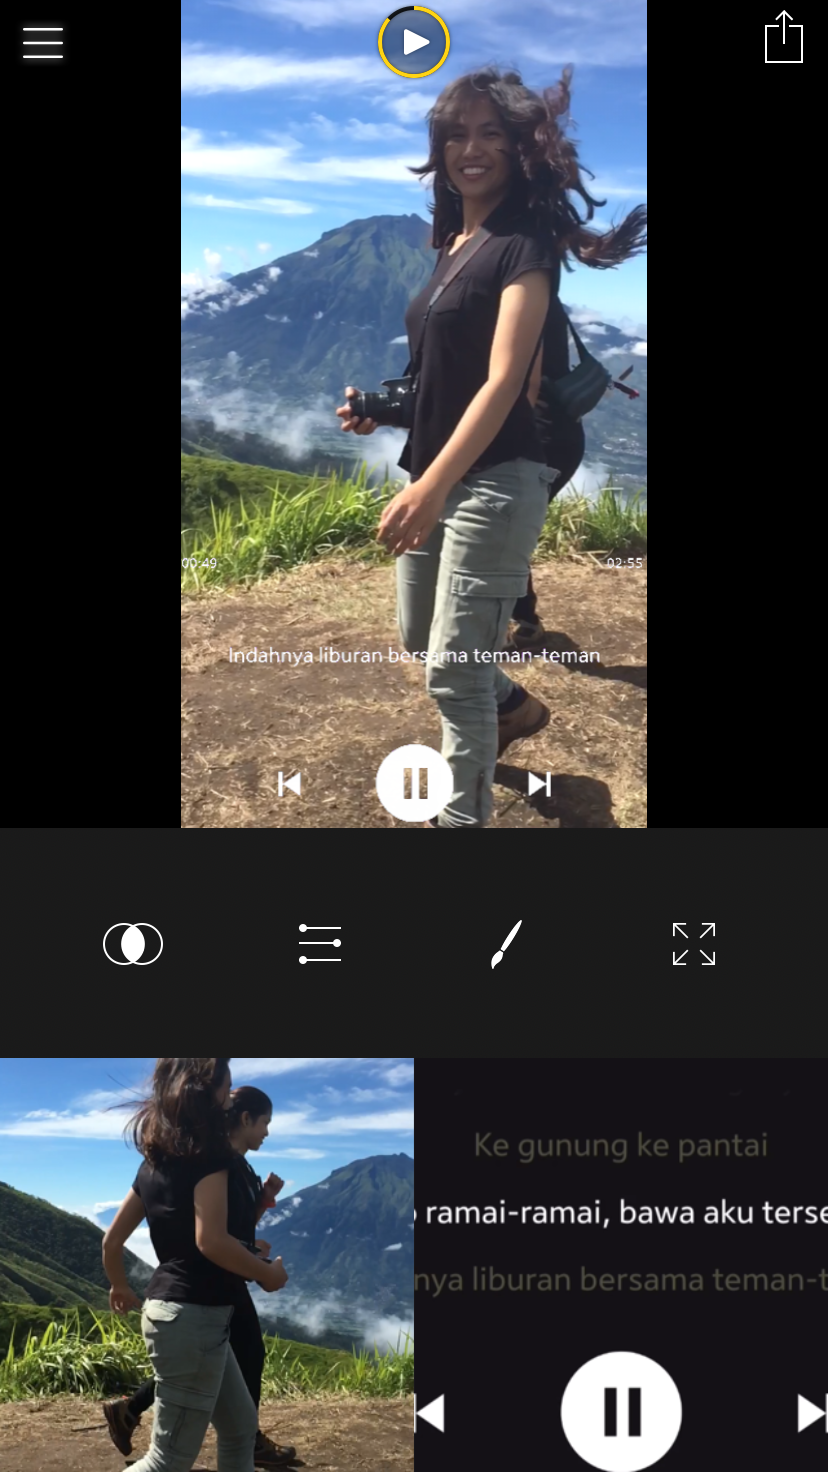 00:49
02:55
Indahnya liburan bersama teman-teman
Ke gunung ke pantai
ramai-ramai, bawa aku terse
nya liburan bersama teman-t